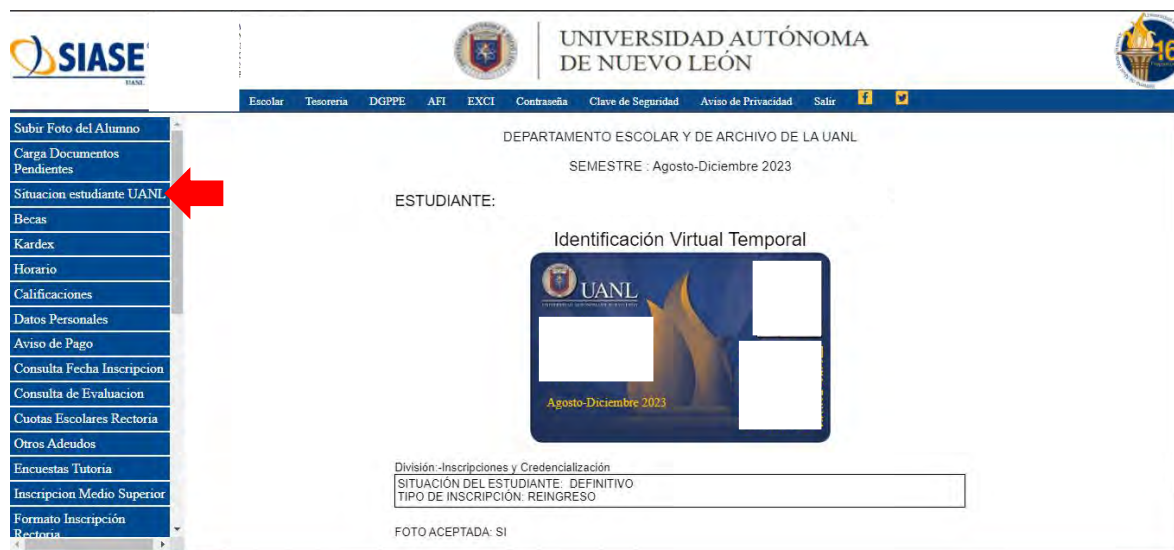 SIASE
UANL
UNIVERSIDAD AUTÓNOMA
DE NUEVO LEÓN
16
Escolar Tesoreria DGPPE AFI EXCI Contraseña Clave de Seguridad Aviso de Privacidad Salir
Subir Foto del Alumno
Carga Documentos
Pendientes
Situacion estudiante UANL
Becas
Kardex
Horario
Calificaciones
Datos Personales
Aviso de Pago
Consulta Fecha Inscripcion
Consulta de Evaluacion
Cuotas Escolares Rectoria
Otros Adeudos
Encuestas Tutoria
Inscripcion Medio Superior
Formato Inscripción
Rectoria
DEPARTAMENTO ESCOLAR Y DE ARCHIVO DE LA UANL
SEMESTRE : Agosto-Diciembre 2023
ESTUDIANTE:
Identificación Virtual Temporal
UANL
Agosto-Diciembre 2023
División:-Inscripciones y Credencialización
SITUACIÓN DEL ESTUDIANTE: DEFINITIVO
TIPO DE INSCRIPCIÓN: REINGRESO
FOTO ACEPTADA: SI